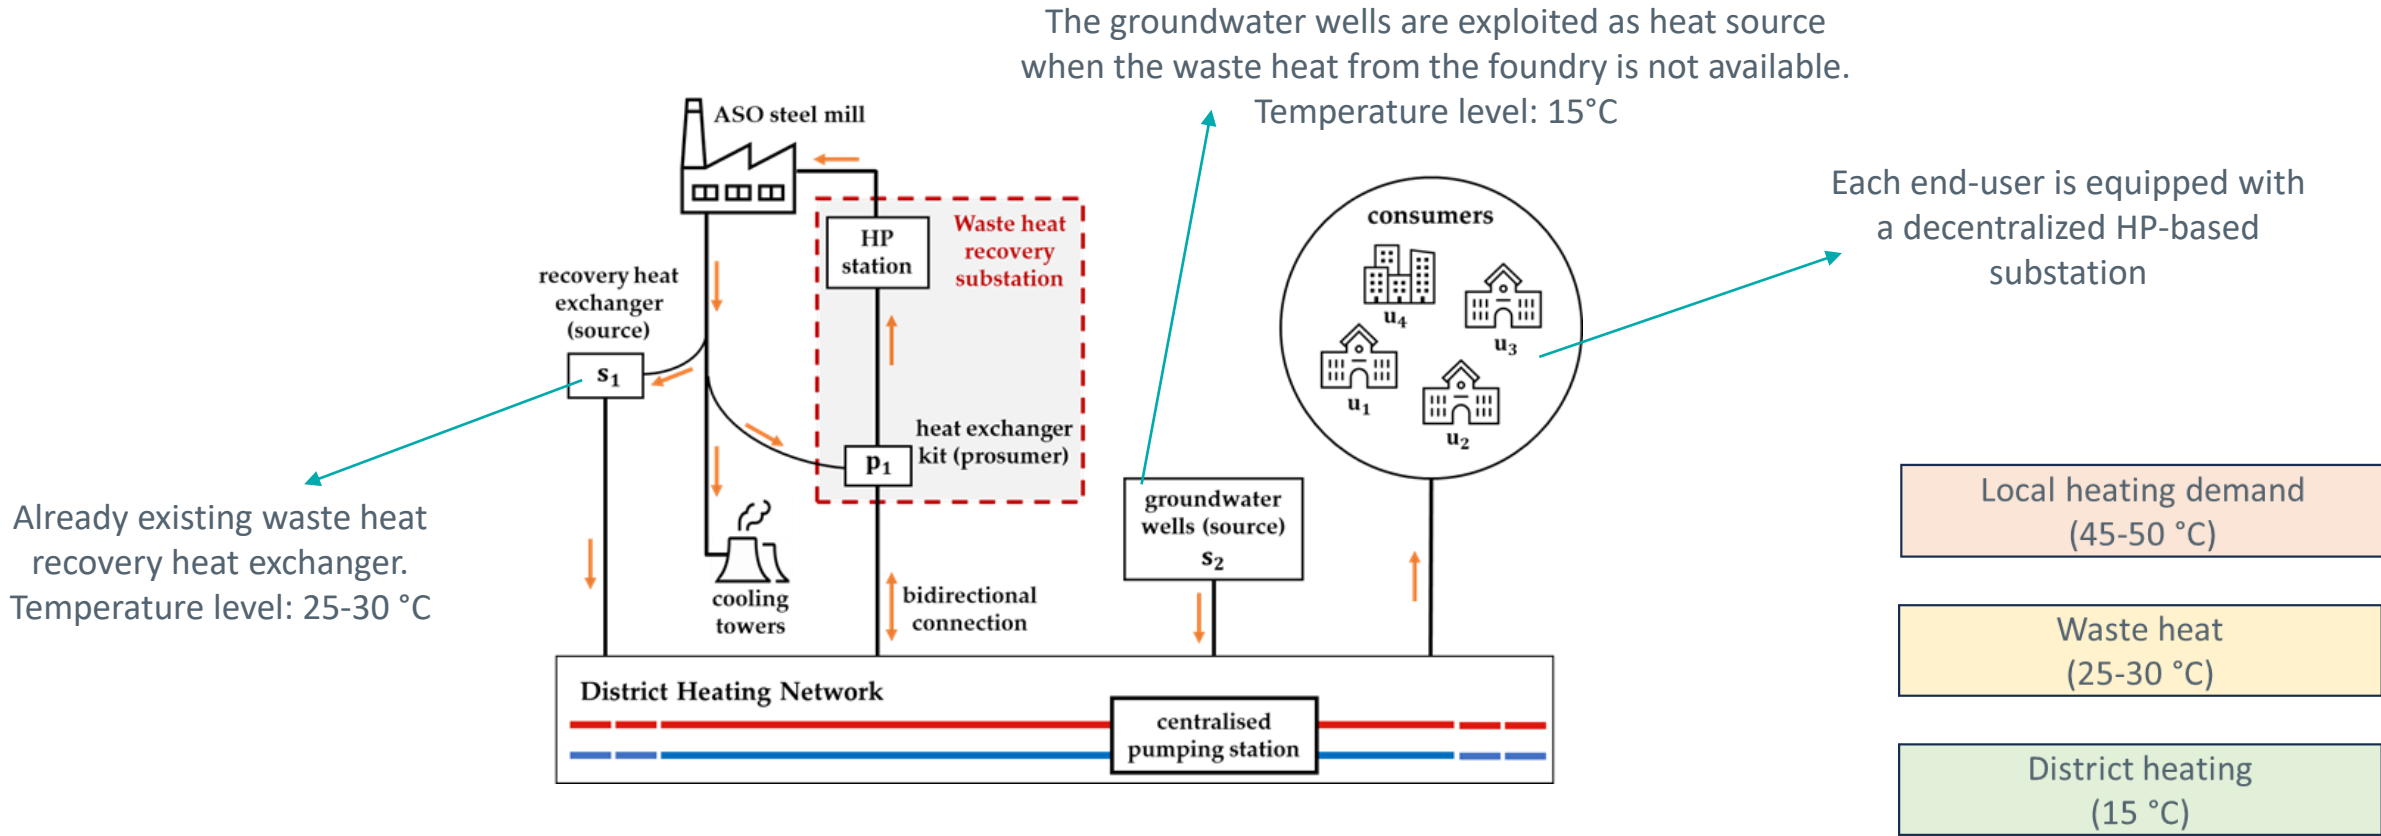 The groundwater wells are exploited as heat source
when the waste heat from the foundry is not available.
Temperature level: 15°C
ASO steel mill
HP
station
Waste heat
recovery
substation
recovery heat
exchanger
(source)
s1
heat exchanger
kit (prosumer)
p1
cooling
towers
bidirectional
connection
groundwater
wells (source)
s2
consumers
u4
u3
u1
u2
Each end-user is equipped with
a decentralized HP-based
substation
Already existing waste heat
recovery heat exchanger.
Temperature level: 25-30 °C
District Heating Network
centralised
pumping station
Local heating demand
(45-50 °C)
Waste heat
(25-30 °C)
District heating
(15 °C)